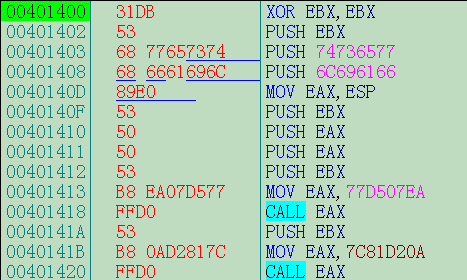 00401400 31DB XOR EBX,EBX
00401402 53 PUSH EBX
00401403 68 77657374 PUSH 74736577
00401408 68 6661696C PUSH 6C696166
0040140D 89E0 MOV EAX,ESP
0040140F 53 PUSH EBX
00401410 50 PUSH EAX
00401411 50 PUSH EAX
00401412 53 PUSH EBX
00401413 B8 EA07D577 MOV EAX,77D507EA
00401418 FFD0 CALL EAX
0040141A 53 PUSH EBX
0040141B B8 0AD2817C MOV EAX,7C81D20A
00401420 FFD0 CALL EAX